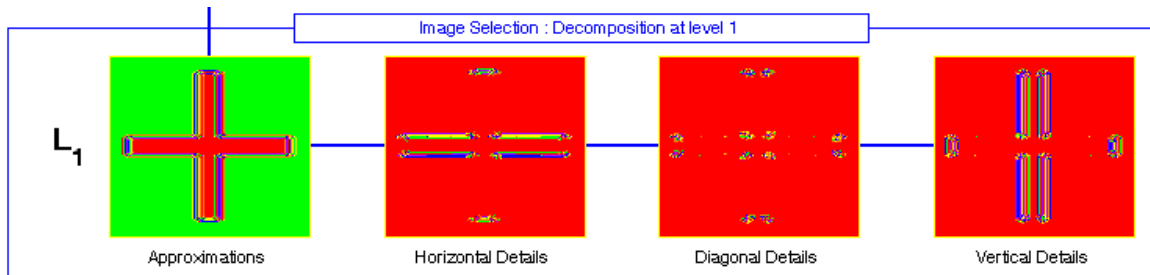 Image Selection : Decomposition at level 1
L1
Approximations
Horizontal Details
Diagonal Details
Vertical Details